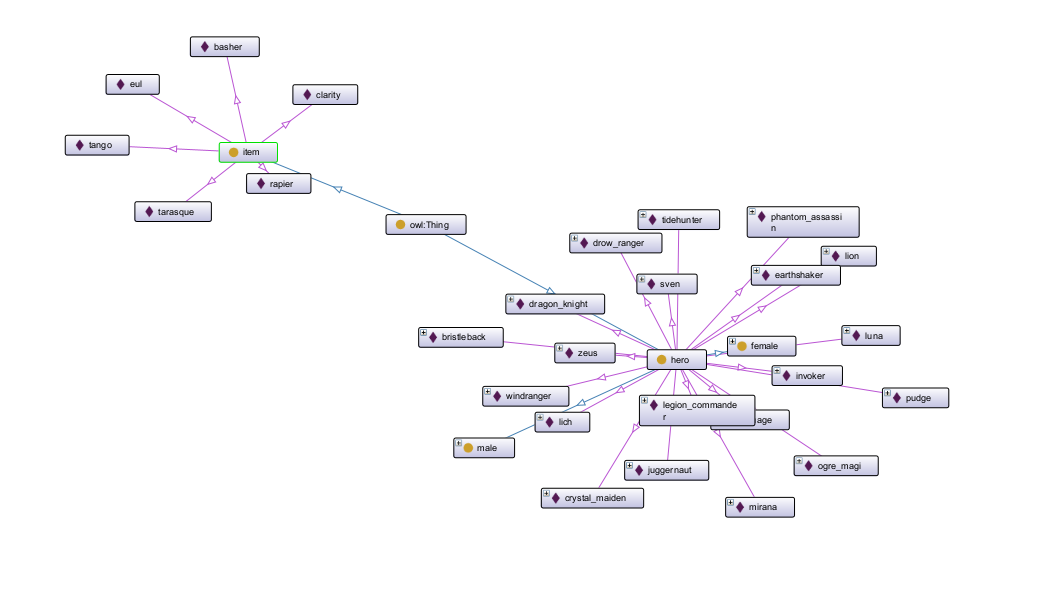 basher
eul
clarity
tango
item
rapier
tarasque
owl:Thing
tidehunter
phantom_assassi
n
drow_ranger
lion
earthshaker
sven
dragon_knight
bristleback
luna
female
zeus
hero
invoker
windranger
pudge
legion_commande
r
lich
age
male
ogre_magi
juggernaut
crystal_maiden
mirana